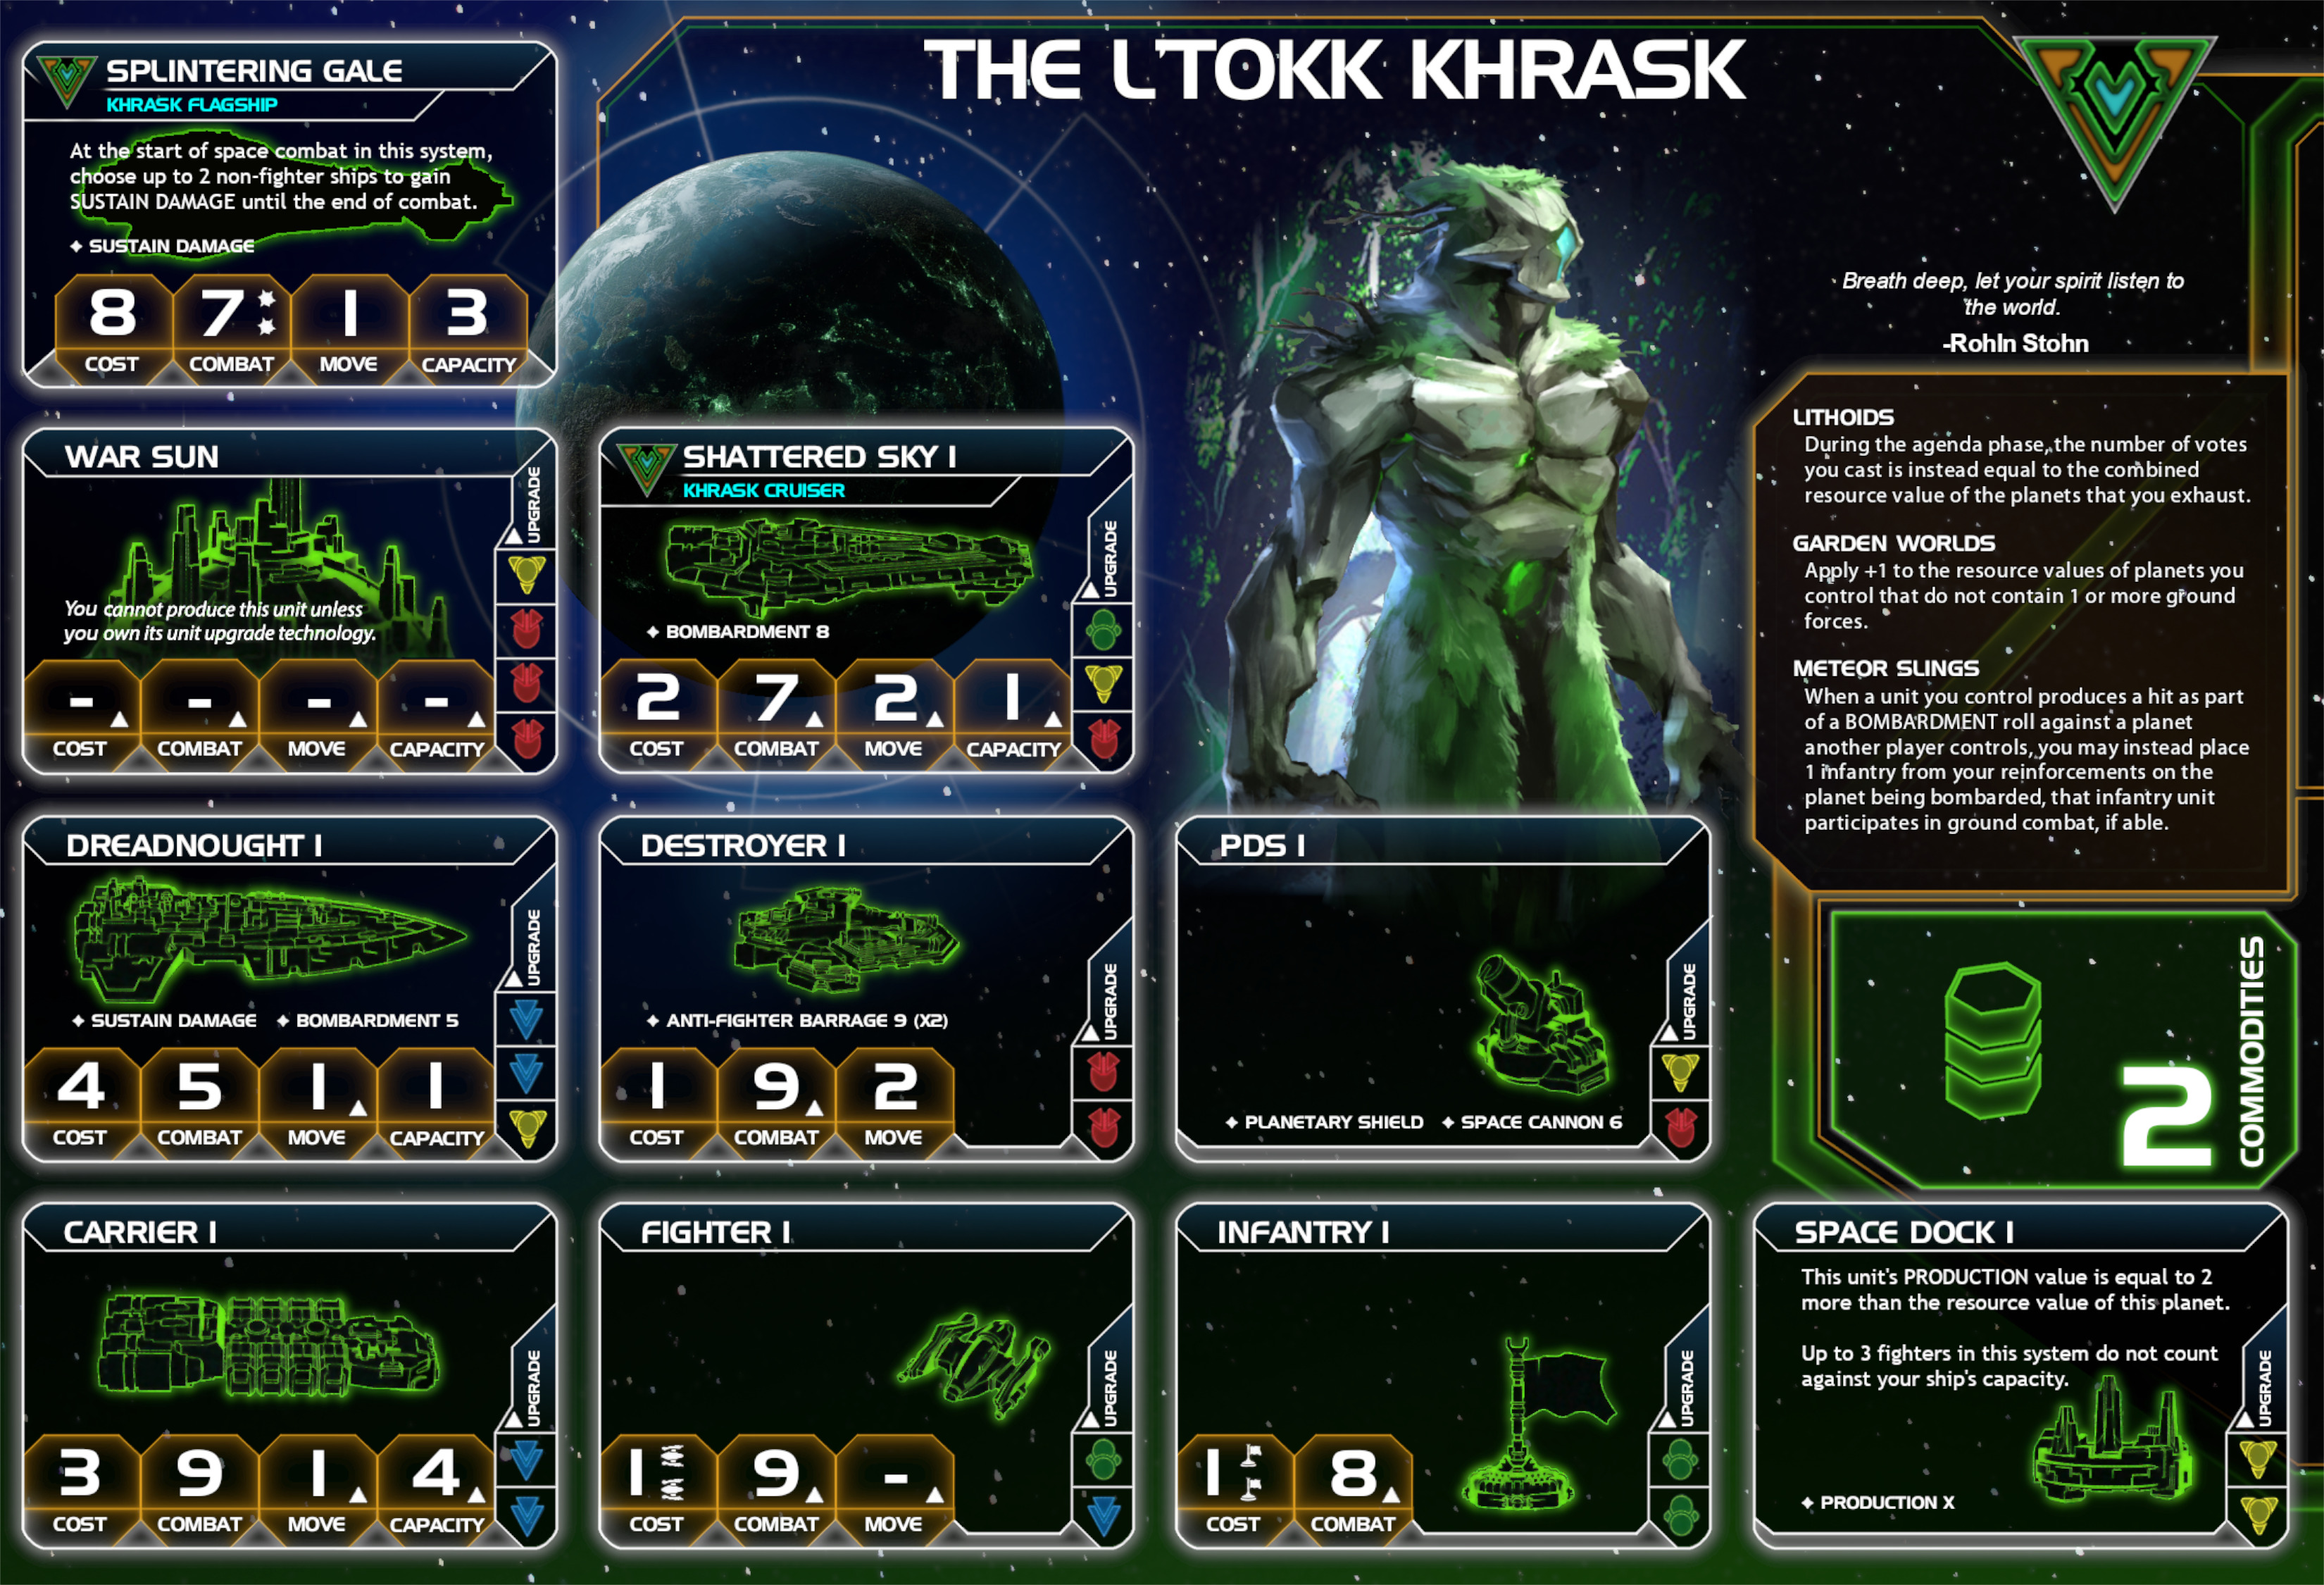 THE L'TOKK KHRASK
SPLINTERING GALE
KHRASK FLAGSHIP
At the start of space combat in this system,
choose up to 2 non-fighter ships to gain
SUSTAIN DAMAGE until the end of combat.
SUSTAIN DAMAGE
8 7 1 3
COST COMBAT MOVE CAPACITY
Breath deep, let your spirit listen to
the world.
-Rohln Stohn
LITHOIDS
During the agenda phase, the number of votes
you cast is instead equal to the combined
resource value of the planets that you exhaust.
GARDEN WORLDS
Apply +1 to the resource values of planets you
control that do not contain 1 or more ground
forces.
METEOR SLINGS
When a unit you control produces a hit as part
of a BOMBARDMENT roll against a planet
another player controls, you may instead place
1 infantry from your reinforcements on the
planet being bombarded, that infantry unit
participates in ground combat, if able.
WAR SUN
UPGRADE
You cannot produce this unit unless
you own its unit upgrade technology.
- - - -
COST COMBAT MOVE CAPACITY
SHATTERED SKY I
KHRASK CRUISER
UPGRADE
BOMBARDMENT 8
2 7 2 1
COST COMBAT MOVE CAPACITY
DREADNOUGHT I
UPGRADE
SUSTAIN DAMAGE BOMBARDMENT 5
4 5 1 1
COST COMBAT MOVE CAPACITY
DESTROYER I
UPGRADE
ANTI-FIGHTER BARRAGE 9 (X2)
1 9 2
COST COMBAT MOVE
PDS I
UPGRADE
PLANETARY SHIELD SPACE CANNON 6
2
COMMODITIES
CARRIER I
UPGRADE
3 9 1 4
COST COMBAT MOVE CAPACITY
FIGHTER I
UPGRADE
1 9 -
COST COMBAT MOVE
INFANTRY I
UPGRADE
1 8
COST COMBAT
SPACE DOCK I
This unit's PRODUCTION value is equal to 2
more than the resource value of this planet.
Up to 3 fighters in this system do not count
against your ship's capacity.
UPGRADE
PRODUCTION X